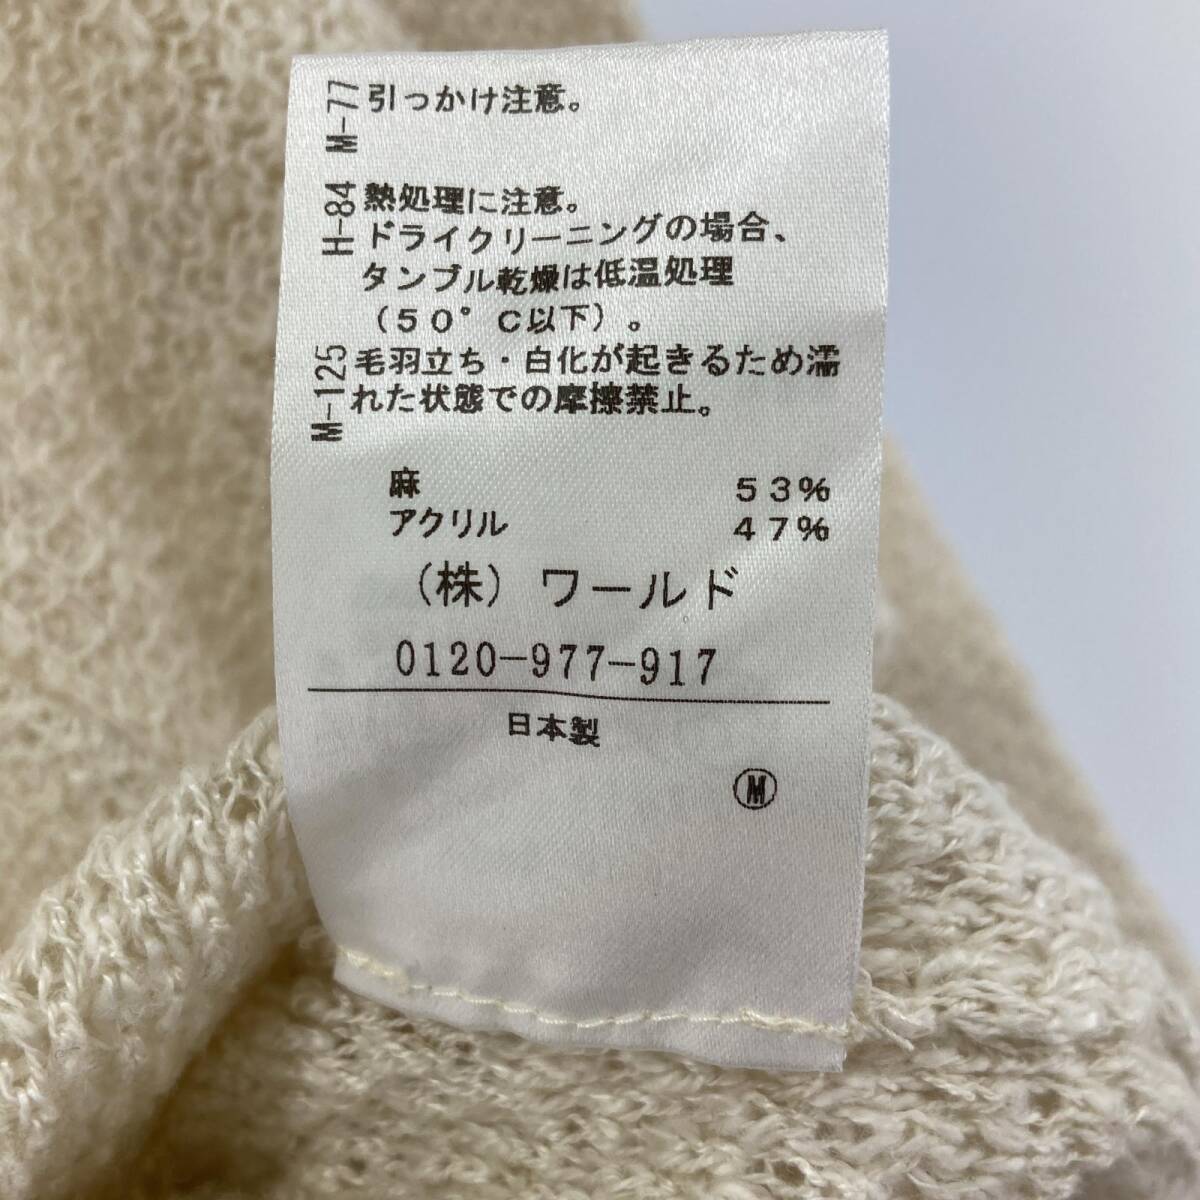 M-77 引っかけ注意。
H-84 熱処理に注意。
ドライクリーニングの場合、
タンブル乾燥は低温処理
（５０°Ｃ以下）。
M-125 毛羽立ち・白化が起きるため濡
れた状態での摩擦禁止。
麻 ５３％
アクリル ４７％
（株）ワールド
0120-977-917
日本製
Ⓜ